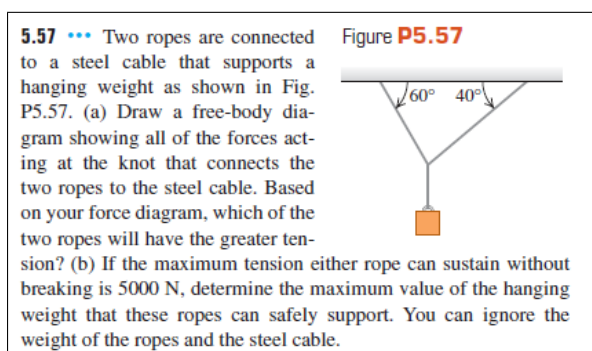 5.57 ••• Two ropes are connected
to a steel cable that supports a
hanging weight as shown in Fig.
P5.57. (a) Draw a free-body dia-
gram showing all of the forces act-
ing at the knot that connects the
two ropes to the steel cable. Based
on your force diagram, which of the
two ropes will have the greater ten-
sion? (b) If the maximum tension either rope can sustain without
breaking is 5000 N, determine the maximum value of the hanging
weight that these ropes can safely support. You can ignore the
weight of the ropes and the steel cable.
Figure P5.57
60° 40°